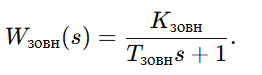 W_зовн(s) = K_зовн / (T_зовн s + 1).